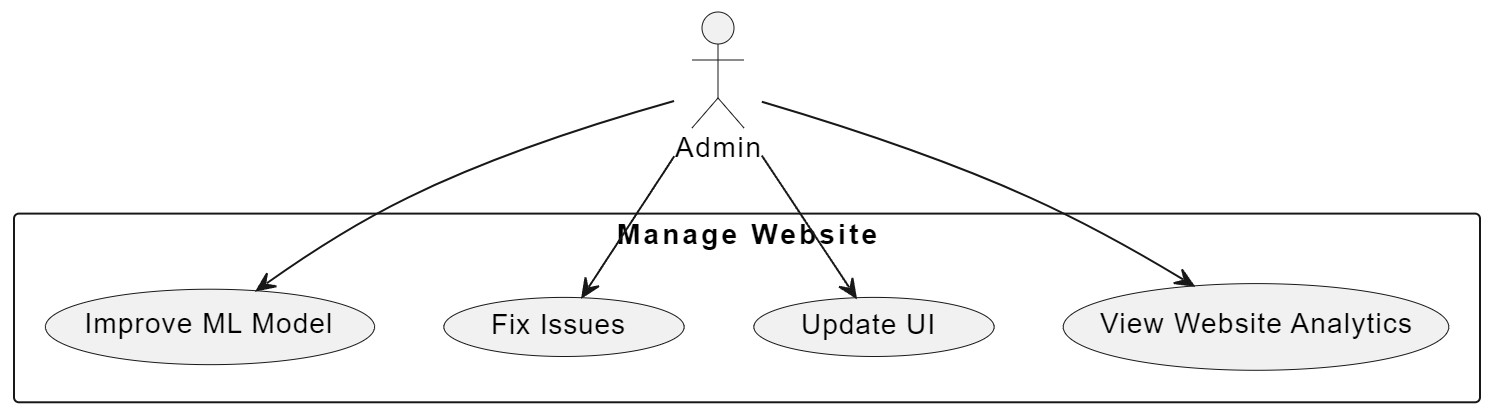 Admin
Manage Website
Improve ML Model
Fix Issues
Update UI
View Website Analytics